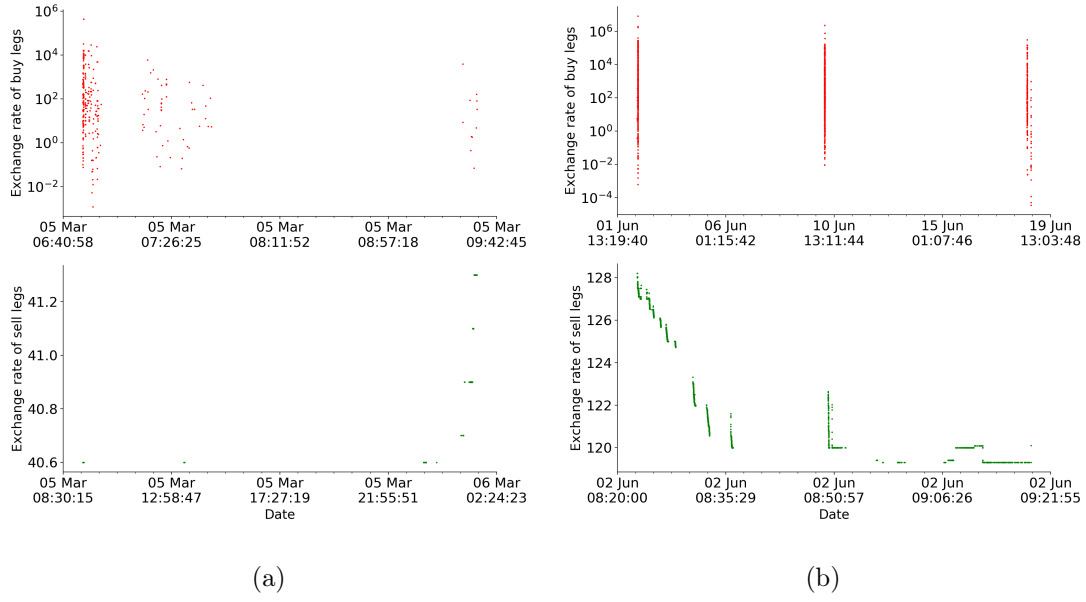 Exchange rate of buy legs
10^6
10^4
10^2
10^0
10^-2
05 Mar 05 Mar 05 Mar 05 Mar 05 Mar
06:40:58 07:26:25 08:11:52 08:57:18 09:42:45
Exchange rate of sell legs
41.2
41.0
40.8
40.6
05 Mar 05 Mar 05 Mar 05 Mar 6 Mar
08:30:15 12:58:47 17:27:19 21:55:51 02:24:23
Date
(a)
Exchange rate of buy legs
10^6
10^4
10^2
10^0
10^-2
10^-4
01 Jun 06 Jun 10 Jun 15 Jun 19 Jun
13:19:40 01:15:42 13:11:44 01:07:46 13:03:48
Exchange rate of sell legs
128
126
124
122
120
02 Jun 02 Jun 02 Jun 02 Jun 02 Jun
08:20:00 08:35:29 08:50:57 09:06:26 09:21:55
Date
(b)